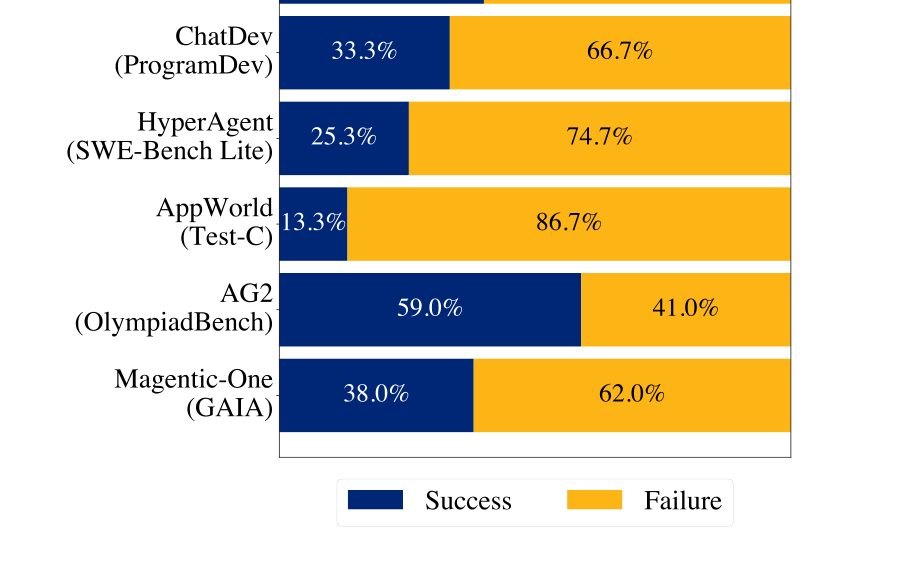 ChatDev
(ProgramDev)
33.3%
66.7%
HyperAgent
(SWE-Bench Lite)
25.3%
74.7%
AppWorld
(Test-C)
13.3%
86.7%
AG2
(OlympiadBench)
59.0%
41.0%
Magentic-One
(GAIA)
38.0%
62.0%
Success
Failure